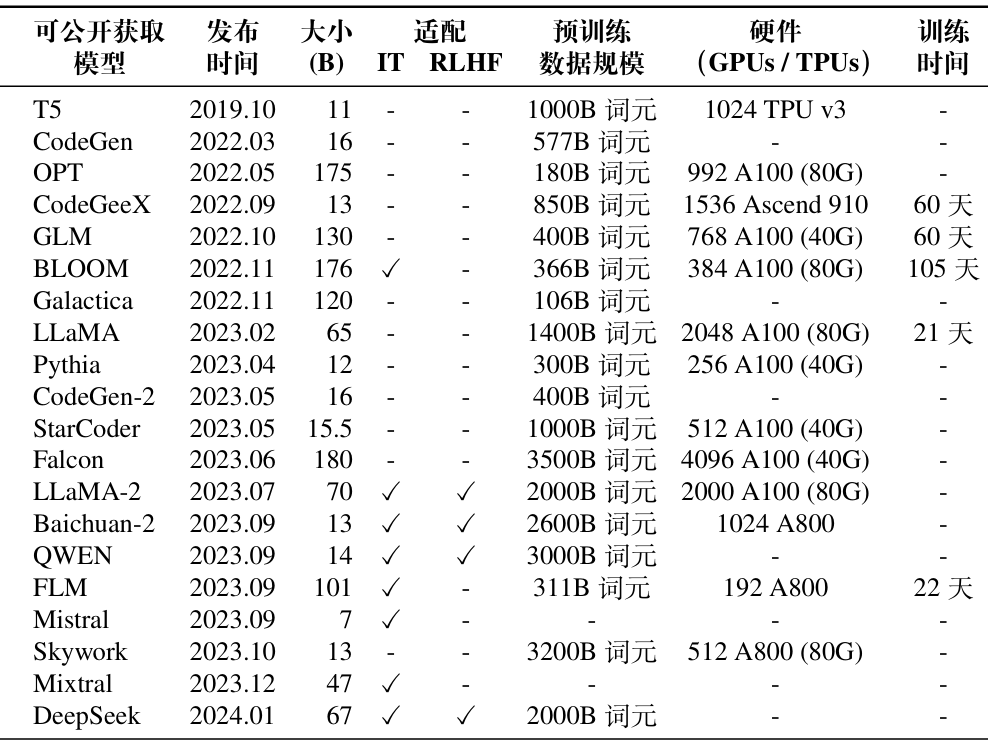 可公开获取 发布 大小 适配 预训练 硬件 训练
模型 时间 (B) IT RLHF 数据规模 （GPUs / TPUs） 时间
T5 2019.10 11 - - 1000B 词元 1024 TPU v3 -
CodeGen 2022.03 16 - - 577B 词元 - -
OPT 2022.05 175 - - 180B 词元 992 A100 (80G) -
CodeGeeX 2022.09 13 - - 850B 词元 1536 Ascend 910 60 天
GLM 2022.10 130 - - 400B 词元 768 A100 (40G) 60 天
BLOOM 2022.11 176 ✓ - 366B 词元 384 A100 (80G) 105 天
Galactica 2022.11 120 - - 106B 词元 - -
LLaMA 2023.02 65 - - 1400B 词元 2048 A100 (80G) 21 天
Pythia 2023.04 12 - - 300B 词元 256 A100 (40G) -
CodeGen-2 2023.05 16 - - 400B 词元 - -
StarCoder 2023.05 15.5 - - 1000B 词元 512 A100 (40G) -
Falcon 2023.06 180 - - 3500B 词元 4096 A100 (40G) -
LLaMA-2 2023.07 70 ✓ ✓ 2000B 词元 2000 A100 (80G) -
Baichuan-2 2023.09 13 ✓ ✓ 2600B 词元 1024 A800 -
QWEN 2023.09 14 ✓ ✓ 3000B 词元 - -
FLM 2023.09 101 ✓ - 311B 词元 192 A800 22 天
Mistral 2023.09 7 ✓ - - - -
Skywork 2023.10 13 - - 3200B 词元 512 A800 (80G) -
Mixtral 2023.12 47 ✓ - - - -
DeepSeek 2024.01 67 ✓ ✓ 2000B 词元 - -